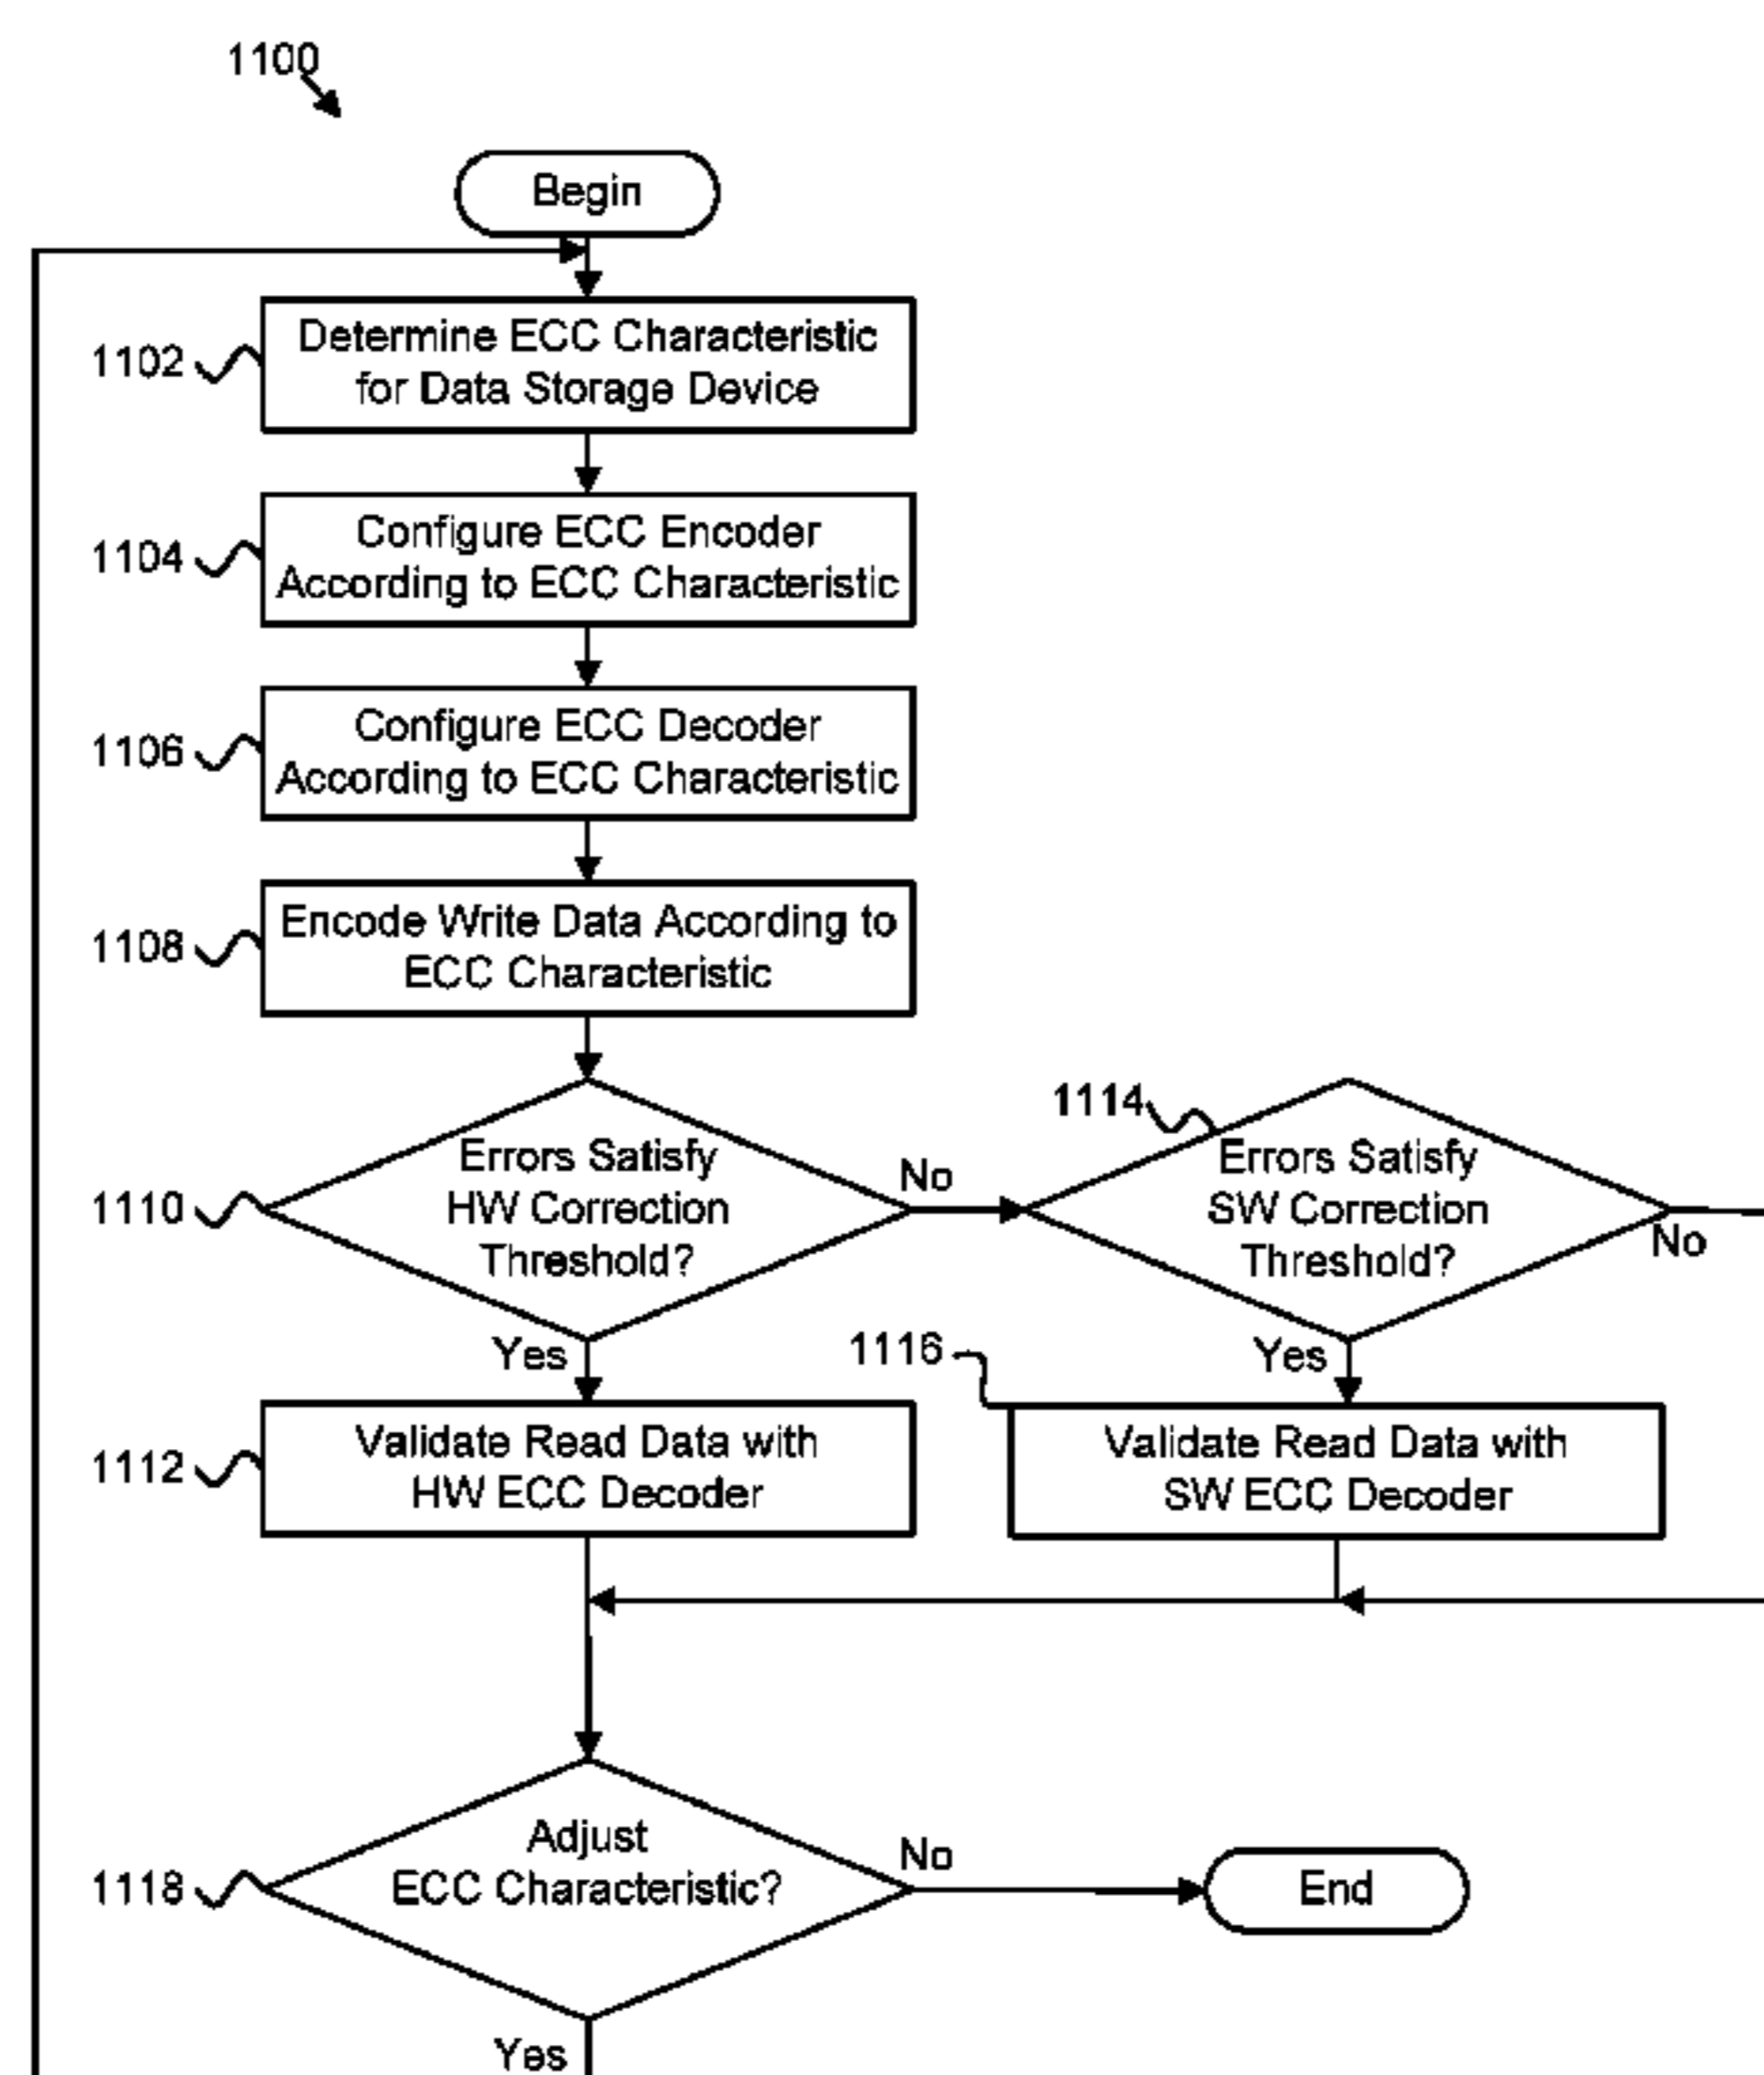 1100
Begin
1102
Determine ECC Characteristic
for Data Storage Device
1104
Configure ECC Encoder
According to ECC Characteristic
1106
Configure ECC Decoder
According to ECC Characteristic
1108
Encode Write Data According to
ECC Characteristic
1110
Errors Satisfy
HW Correction
Threshold?
No
Yes
1114
Errors Satisfy
SW Correction
Threshold?
No
Yes
1112
Validate Read Data with
HW ECC Decoder
1116
Validate Read Data with
SW ECC Decoder
1118
Adjust
ECC Characteristic?
No
End
Yes